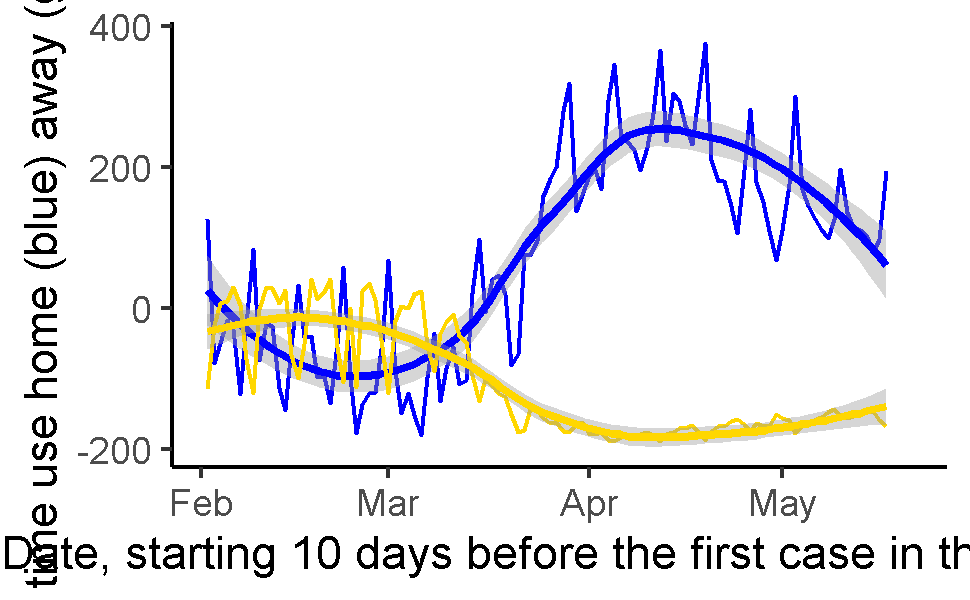 time use home (blue) away (
400
200
0
-200
Feb Mar Apr May
Date, starting 10 days before the first case in th